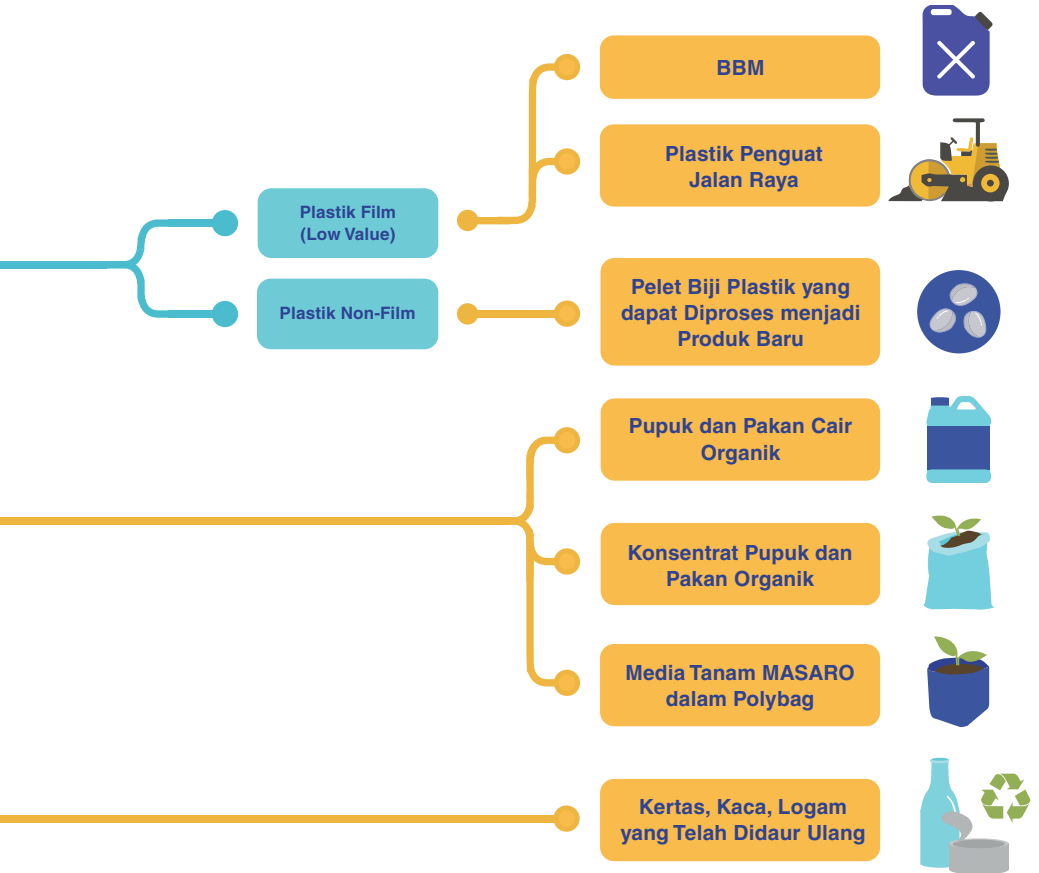 BBM
Plastik Penguat
Jalan Raya
Plastik Film
(Low Value)
Plastik Non-Film
Pelet Biji Plastik yang
dapat Diproses menjadi
Produk Baru
Pupuk dan Pakan Cair
Organik
Konsentrat Pupuk dan
Pakan Organik
Media Tanam MASARO
dalam Polybag
Kertas, Kaca, Logam
yang Telah Didaur Ulang